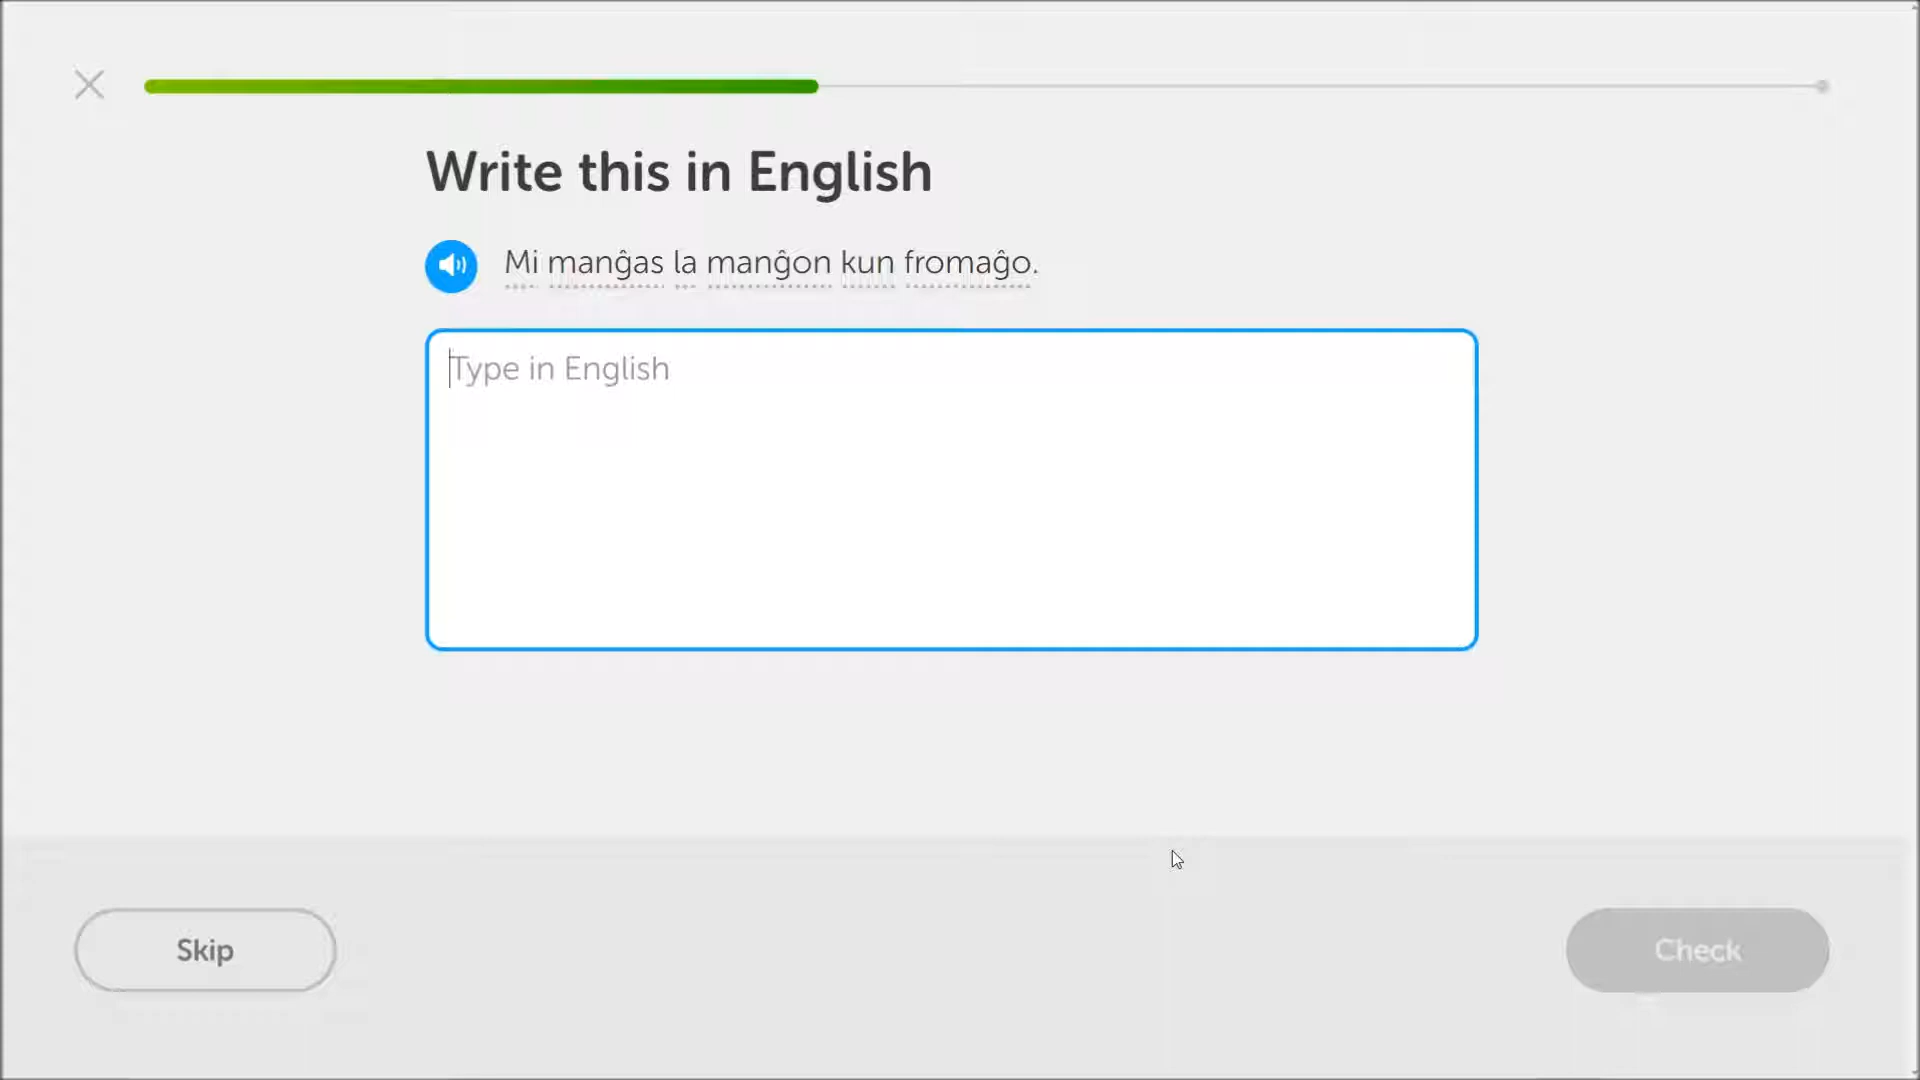 Write this in English
Mi manĝas la manĝon kun fromaĝo.
Type in English
Skip
Check